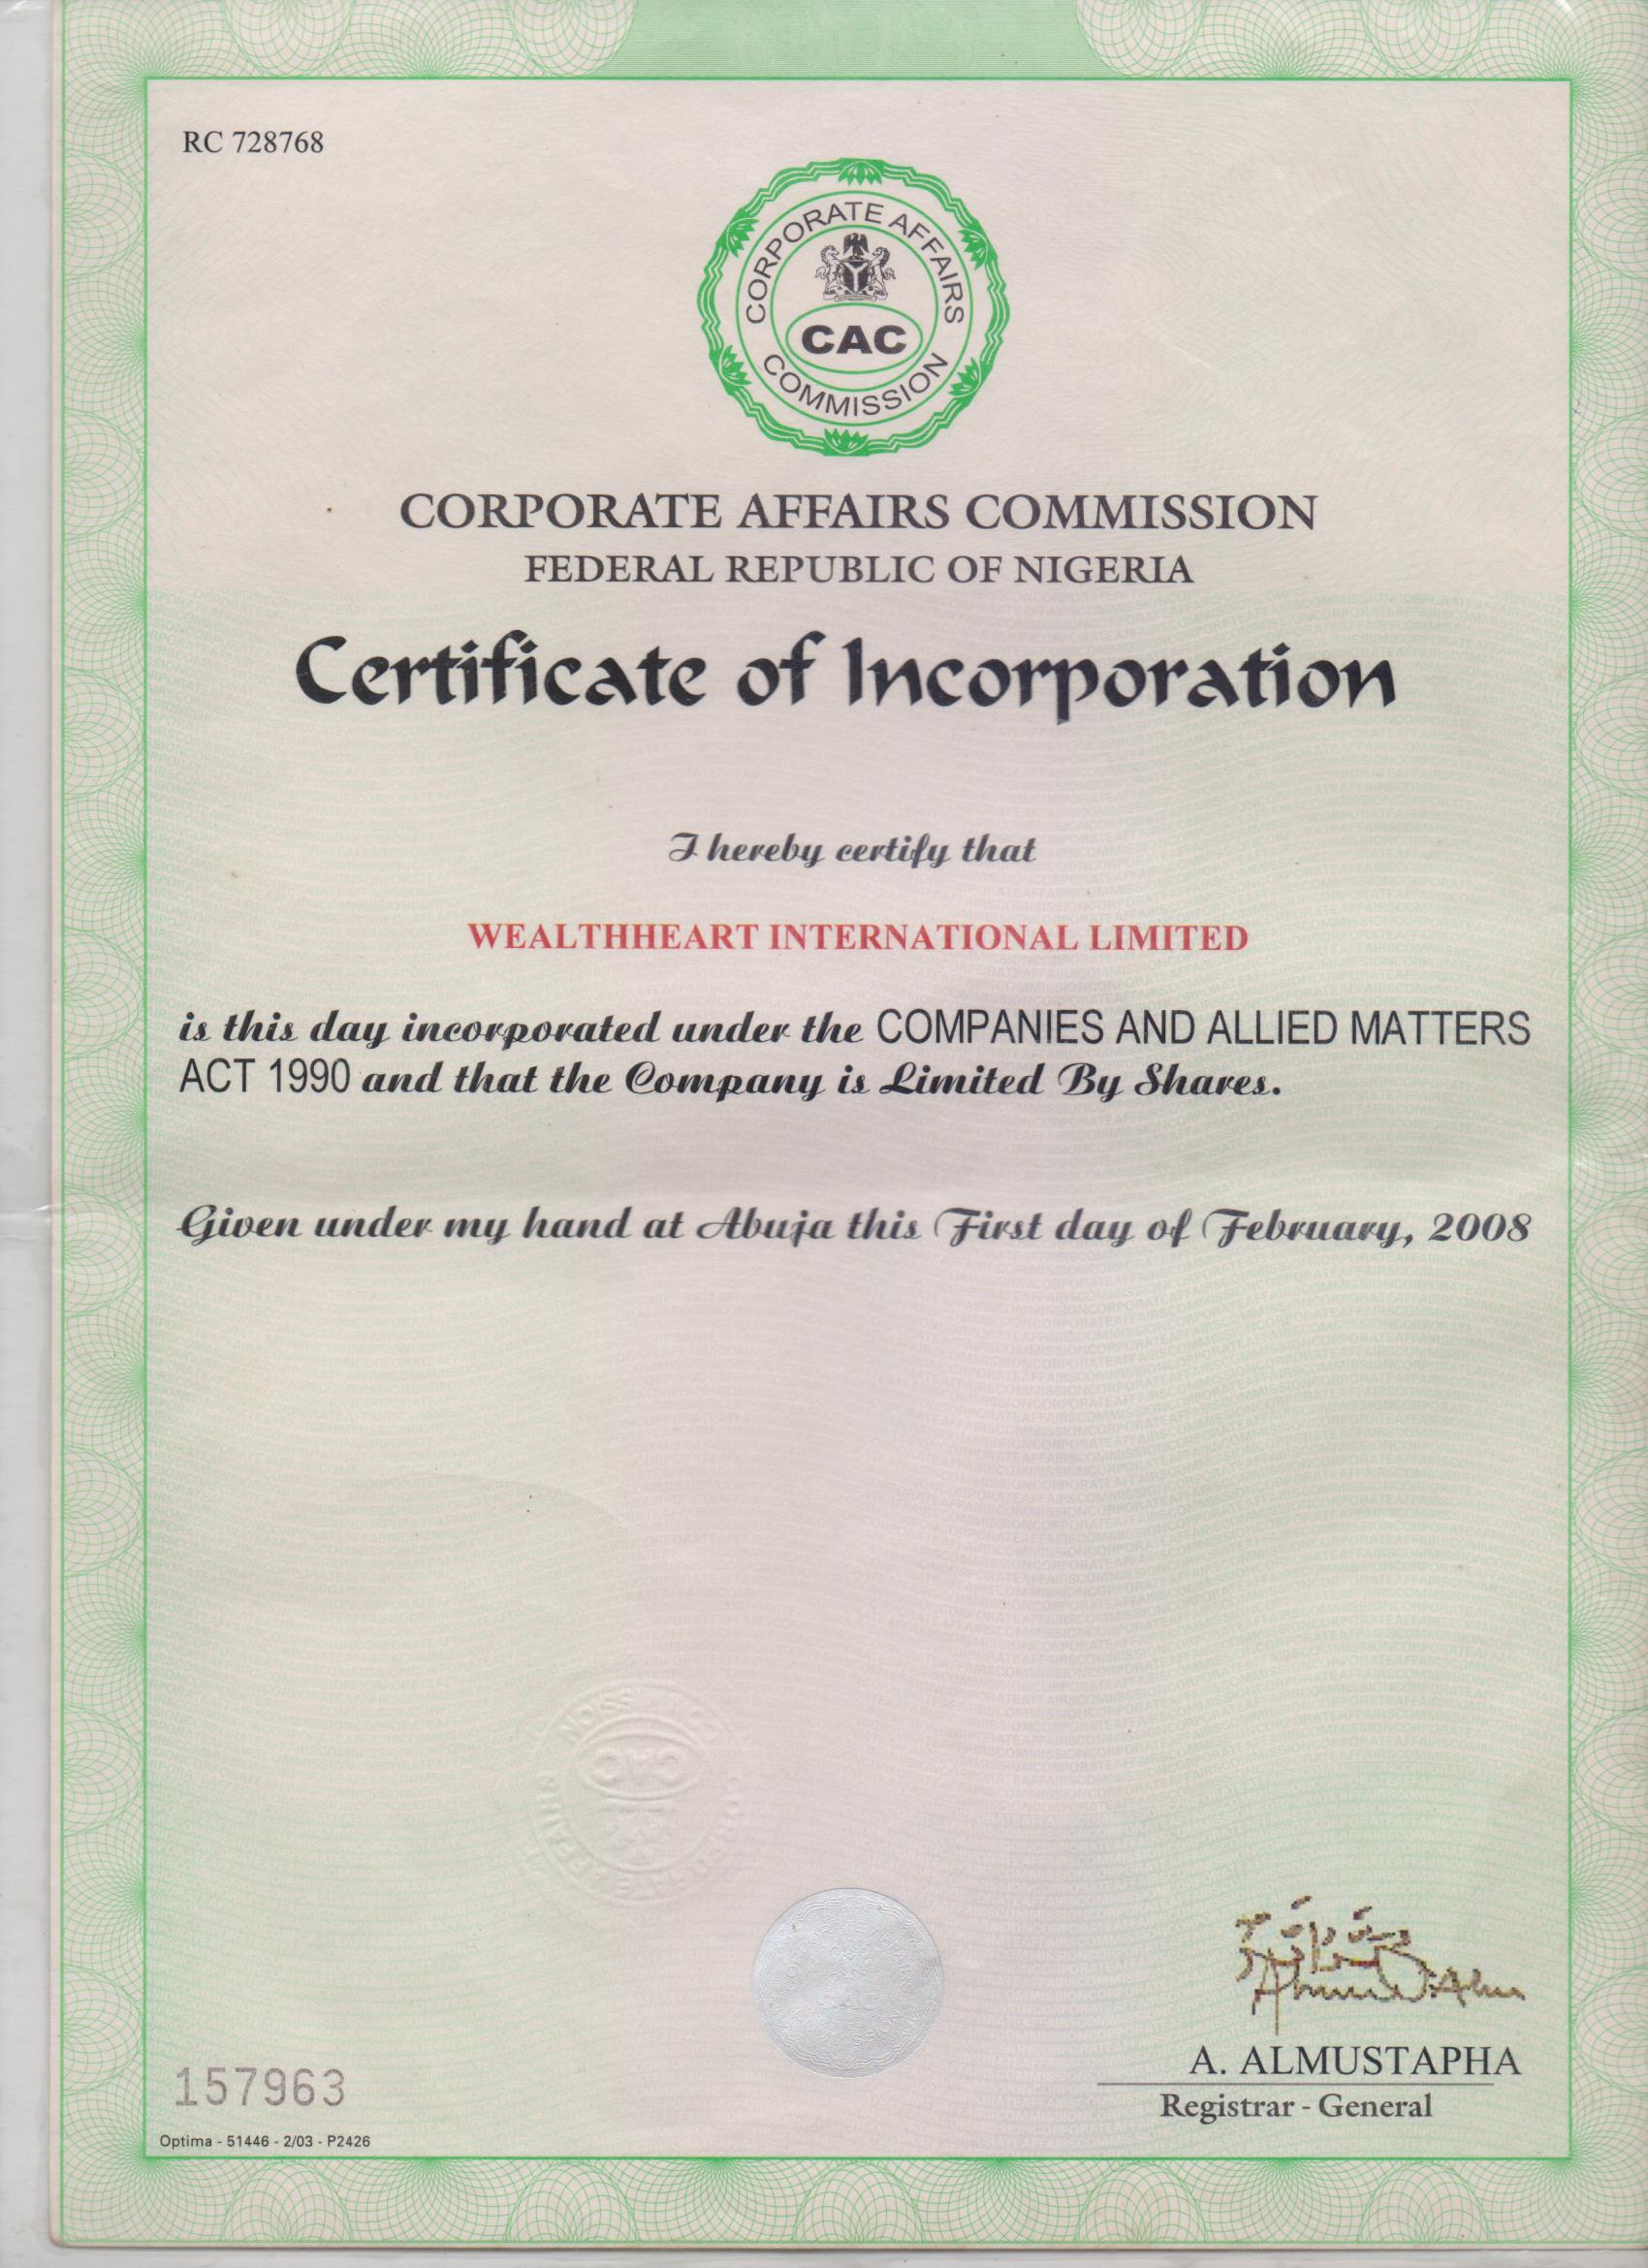 RC 728768
CORPORATE AFFAIRS
CAC
COMMISSION
CORPORATE AFFAIRS COMMISSION
FEDERAL REPUBLIC OF NIGERIA
Certificate of Incorporation
I hereby certify that
WEALTHHEART INTERNATIONAL LIMITED
is this day incorporated under the COMPANIES AND ALLIED MATTERS
ACT 1990 and that the Company is Limited By Shares.
Given under my hand at Abuja this First day of February, 2008
CAC
A. ALMUSTAPHA
Registrar - General
157963
Optima - 51446 - 2/03 - P2426